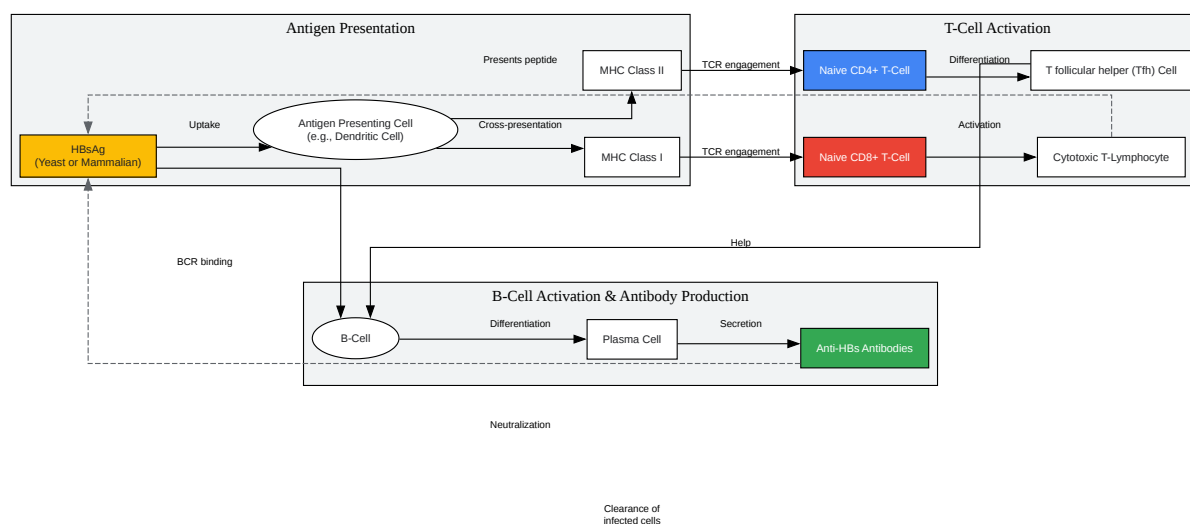 Antigen Presentation
T-Cell Activation
Presents peptide
MHC Class II
TCR engagement
Naive CD4+ T-Cell
Differentiation
T follicular helper (Tfh) Cell
Uptake
Antigen Presenting Cell
(e.g., Dendritic Cell)
Cross-presentation
Activation
HBsAg
(Yeast or Mammalian)
MHC Class I
TCR engagement
Naive CD8+ T-Cell
Cytotoxic T-Lymphocyte
Help
BCR binding
B-Cell Activation & Antibody Production
B-Cell
Differentiation
Plasma Cell
Secretion
Anti-HBs Antibodies
Neutralization
Clearance of
infected cells